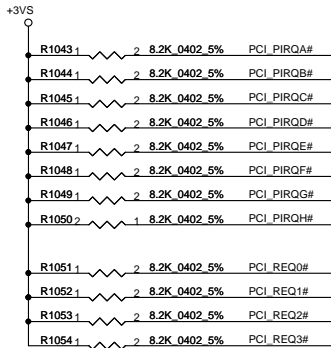 +3VS
R1043 1 2 8.2K_0402_5% PCI_PIRQA#
R1044 1 2 8.2K_0402_5% PCI_PIRQB#
R1045 1 2 8.2K_0402_5% PCI_PIRQC#
R1046 1 2 8.2K_0402_5% PCI_PIRQD#
R1047 1 2 8.2K_0402_5% PCI_PIRQE#
R1048 1 2 8.2K_0402_5% PCI_PIRQF#
R1049 1 2 8.2K_0402_5% PCI_PIRQG#
R1050 2 1 8.2K_0402_5% PCI_PIRQH#
R1051 1 2 8.2K_0402_5% PCI_REQ0#
R1052 1 2 8.2K_0402_5% PCI_REQ1#
R1053 1 2 8.2K_0402_5% PCI_REQ2#
R1054 1 2 8.2K_0402_5% PCI_REQ3#